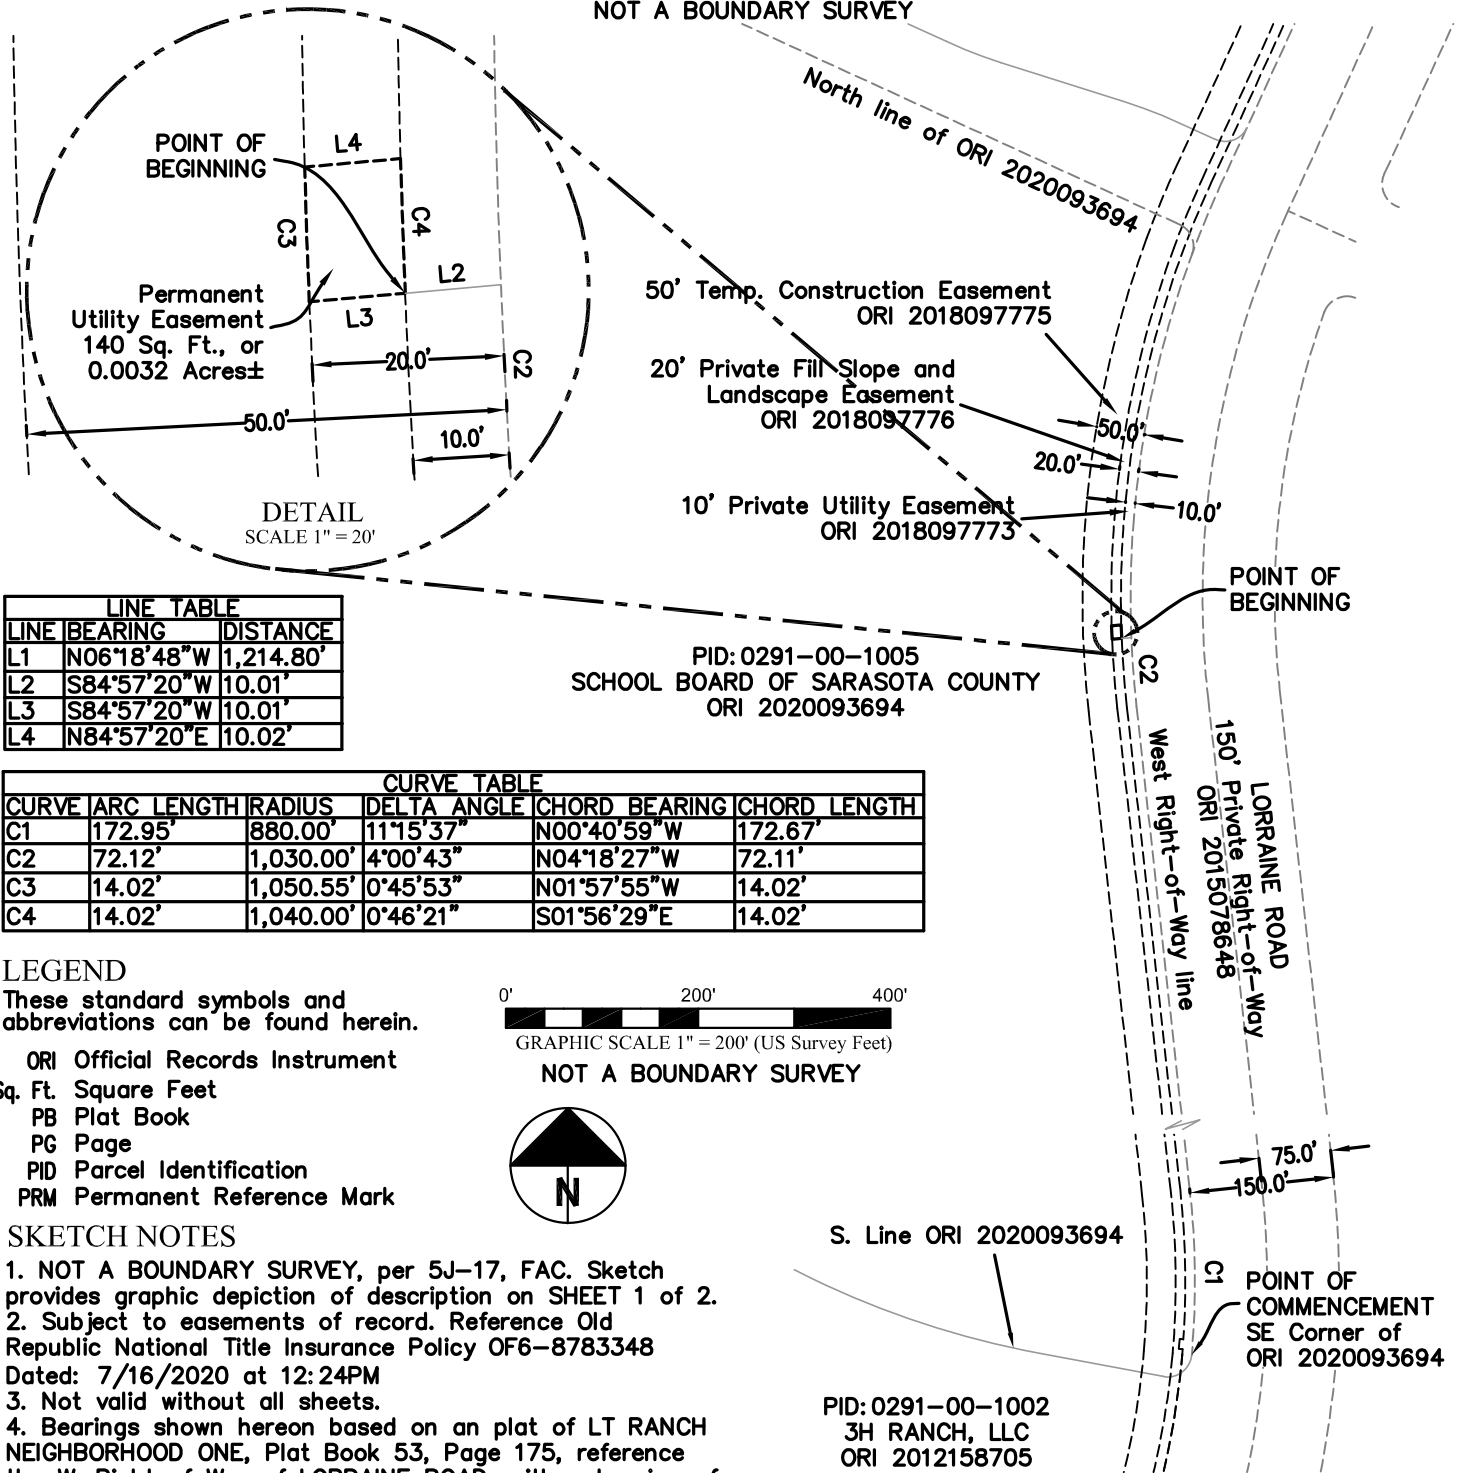 NOT A BOUNDARY SURVEY
North line of ORI 2020093694
POINT OF
BEGINNING
L4
C3
C4
L2
L3
Permanent
Utility Easement
140 Sq. Ft., or
0.0032 Acres±
20.0'
C2
50.0'
10.0'
DETAIL
SCALE 1" = 20'
50' Temp. Construction Easement
ORI 2018097775
20' Private Fill Slope and
Landscape Easement
ORI 2018097776
10' Private Utility Easement
ORI 2018097773
50.0'
20.0'
10.0'
POINT OF
BEGINNING
C2
PID: 0291-00-1005
SCHOOL BOARD OF SARASOTA COUNTY
ORI 2020093694
West Right-of-Way line
LORRAINE ROAD
150' Private Right-of-Way
ORI 2015078648
LINE TABLE
LINE BEARING DISTANCE
L1 N06°18'48"W 1,214.80'
L2 S84°57'20"W 10.01'
L3 S84°57'20"W 10.01'
L4 N84°57'20"E 10.02'
CURVE TABLE
CURVE ARC LENGTH RADIUS DELTA ANGLE CHORD BEARING CHORD LENGTH
C1 172.95' 880.00' 11°15'37" N00°40'59"W 172.67'
C2 72.12' 1,030.00' 4°00'43" N04°18'27"W 72.11'
C3 14.02' 1,050.55' 0°45'53" N01°57'55"W 14.02'
C4 14.02' 1,040.00' 0°46'21" S01°56'29"E 14.02'
LEGEND
These standard symbols and
abbreviations can be found herein.
ORI Official Records Instrument
Sq. Ft. Square Feet
PB Plat Book
PG Page
PID Parcel Identification
PRM Permanent Reference Mark
0' 200' 400'
GRAPHIC SCALE 1" = 200' (US Survey Feet)
NOT A BOUNDARY SURVEY
N
75.0'
150.0'
S. Line ORI 2020093694
C1
POINT OF
COMMENCEMENT
SE Corner of
ORI 2020093694
PID: 0291-00-1002
3H RANCH, LLC
ORI 2012158705
SKETCH NOTES
1. NOT A BOUNDARY SURVEY, per 5J-17, FAC. Sketch
provides graphic depiction of description on SHEET 1 of 2.
2. Subject to easements of record. Reference Old
Republic National Title Insurance Policy OF6-8783348
Dated: 7/16/2020 at 12:24PM
3. Not valid without all sheets.
4. Bearings shown hereon based on an plat of LT RANCH
NEIGHBORHOOD ONE, Plat Book 53, Page 175, reference